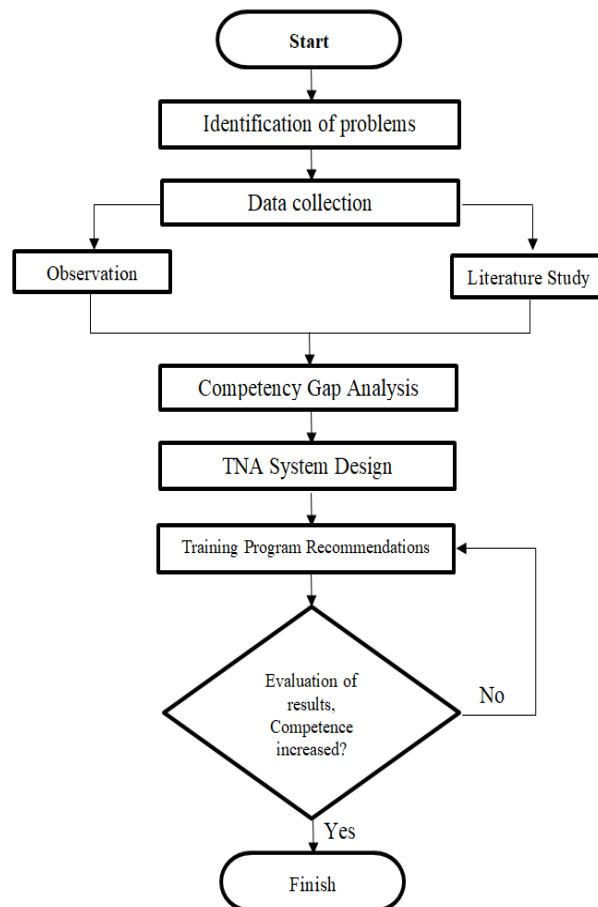 Start
Identification of problems
Data collection
Observation
Literature Study
Competency Gap Analysis
TNA System Design
Training Program Recommendations
Evaluation of
results,
Competence
increased?
No
Yes
Finish